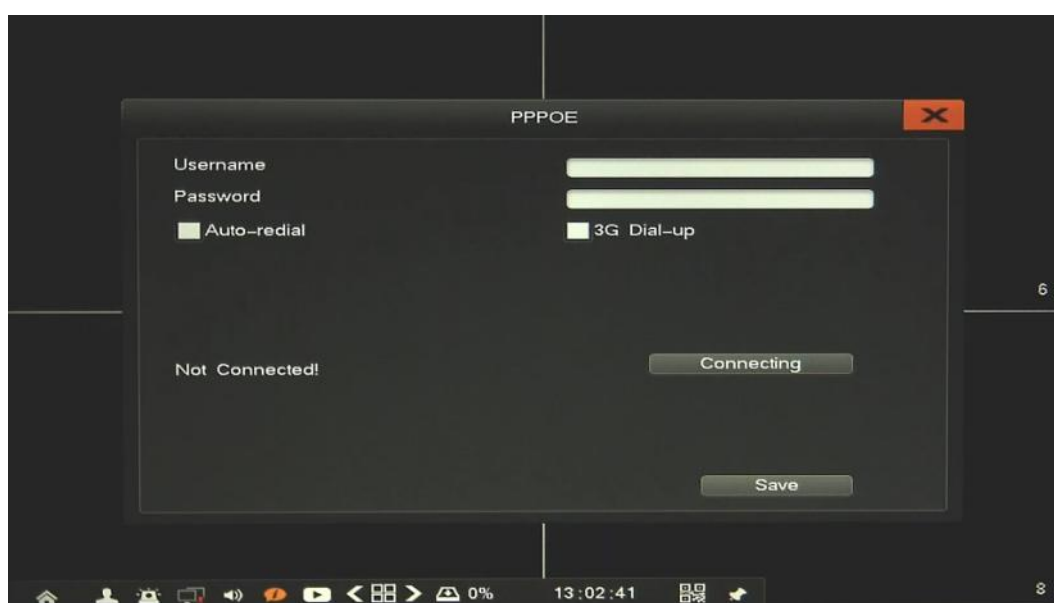 PPPOE
Username
Password
Auto-redial 3G Dial-up
6
Not Connected! Connecting
Save
0% 13:02:41
8